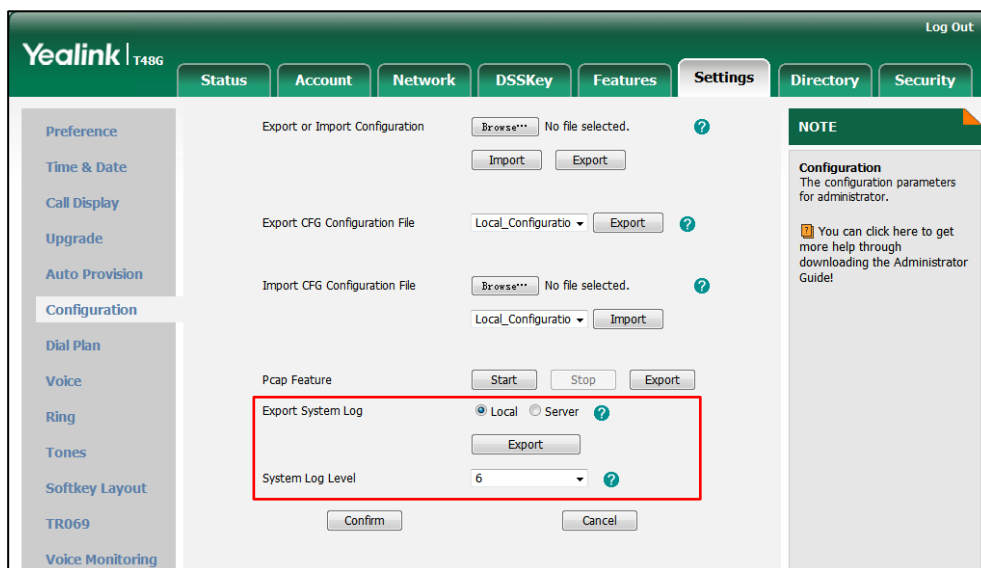 Log Out
Yealink T48G
Status Account Network DSSKey Features Settings Directory Security
Preference
Time & Date
Call Display
Upgrade
Auto Provision
Configuration
Dial Plan
Voice
Ring
Tones
Softkey Layout
TR069
Voice Monitoring
Export or Import Configuration Browse... No file selected. ?
Import Export
Export CFG Configuration File Local_Configuratio Export ?
Import CFG Configuration File Browse... No file selected. ?
Local_Configuratio Import
Pcap Feature Start Stop Export
Export System Log Local Server ?
Export
System Log Level 6 ?
Confirm Cancel
NOTE
Configuration
The configuration parameters
for administrator.
? You can click here to get
more help through
downloading the Administrator
Guide!